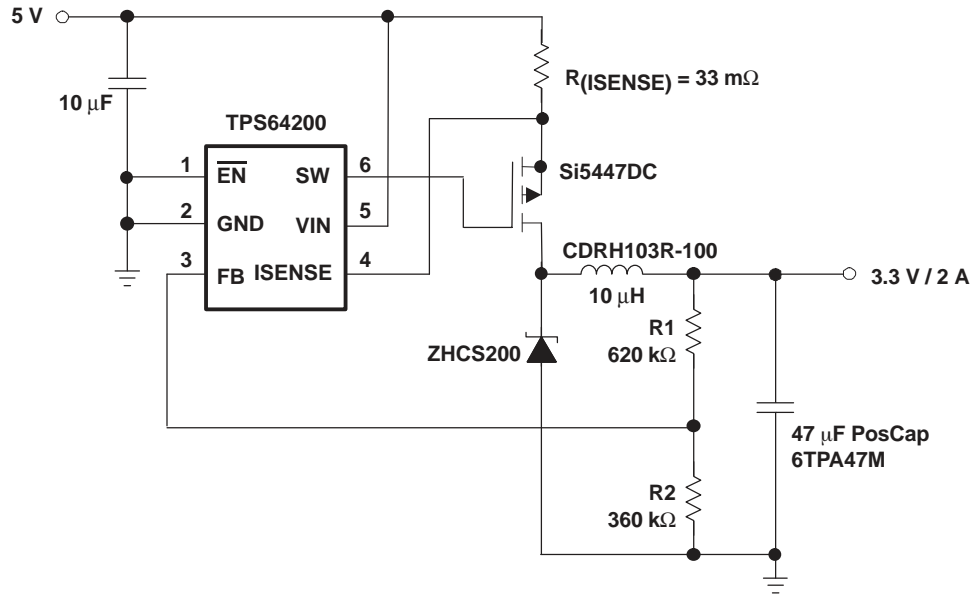 5 V
R(ISENSE) = 33 mΩ
10 μF
TPS64200
1
EN
SW
6
Si5447DC
2
GND
VIN
5
3
FB
ISENSE
4
CDRH103R-100
10 μH
3.3 V / 2 A
R1
620 kΩ
ZHCS200
47 μF PosCap
6TPA47M
R2
360 kΩ